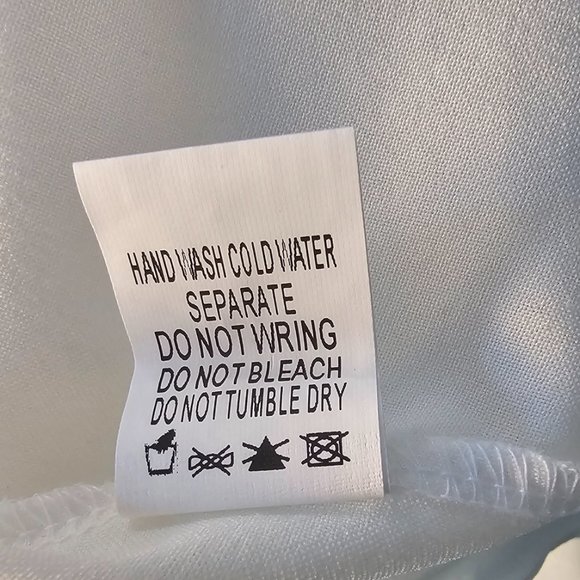 HAND WASH COLD WATER
SEPARATE
DO NOT WRING
DO NOT BLEACH
DO NOT TUMBLE DRY